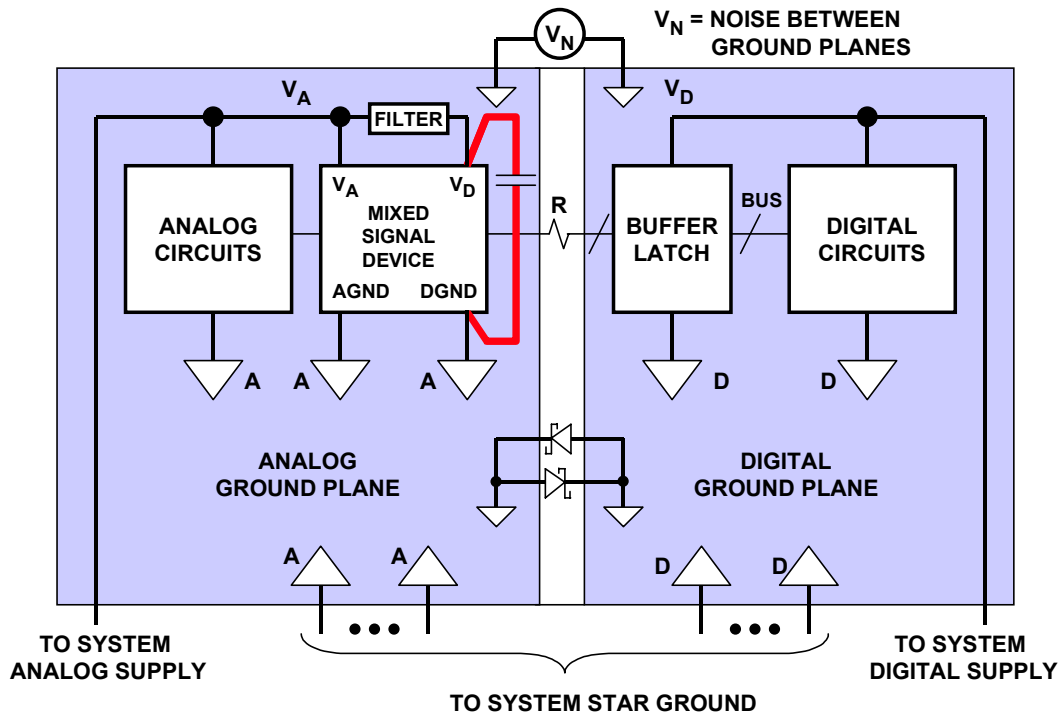 V_N = NOISE BETWEEN
GROUND PLANES
V_N
V_A
FILTER
V_D
ANALOG
CIRCUITS
V_A
V_D
MIXED
SIGNAL
DEVICE
AGND
DGND
R
BUFFER
LATCH
BUS
DIGITAL
CIRCUITS
A
A
A
D
D
ANALOG
GROUND PLANE
DIGITAL
GROUND PLANE
A
A
D
D
TO SYSTEM
ANALOG SUPPLY
TO SYSTEM
DIGITAL SUPPLY
TO SYSTEM STAR GROUND